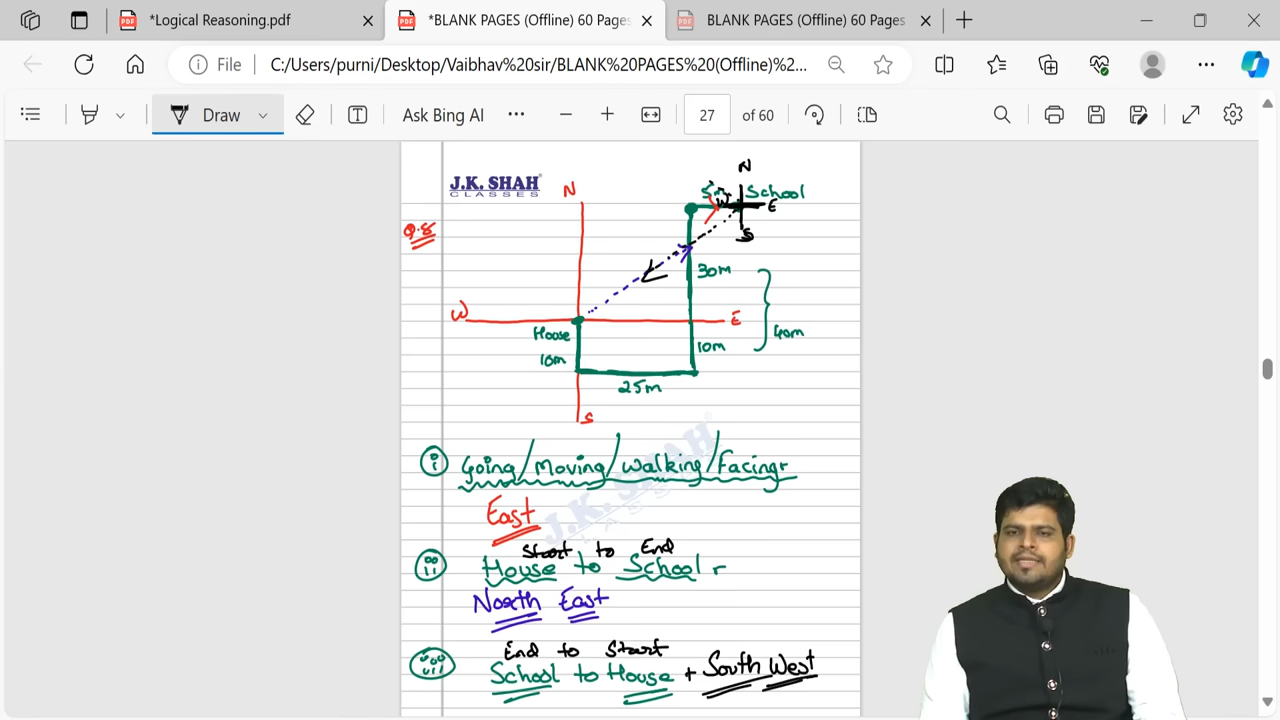 *Logical Reasoning.pdf
*BLANK PAGES (Offline) 60 Pages
BLANK PAGES (Offline) 60 Pages
File
C:/Users/purni/Desktop/Vaibhav%20sir/BLANK%20PAGES%20(Offline)%2...
Draw
Ask Bing AI
27
of 60
J.K. SHAH
CLASSES
N
N
5m
School
W
E
S
Q.8
30m
W
E
House
10m
10m
40m
25m
S
J.K. SHAH
(i) Going/Moving/Walking/Facing
East
Start to End
(ii) House to School
North East
End to Start
(iii) School to House
South West